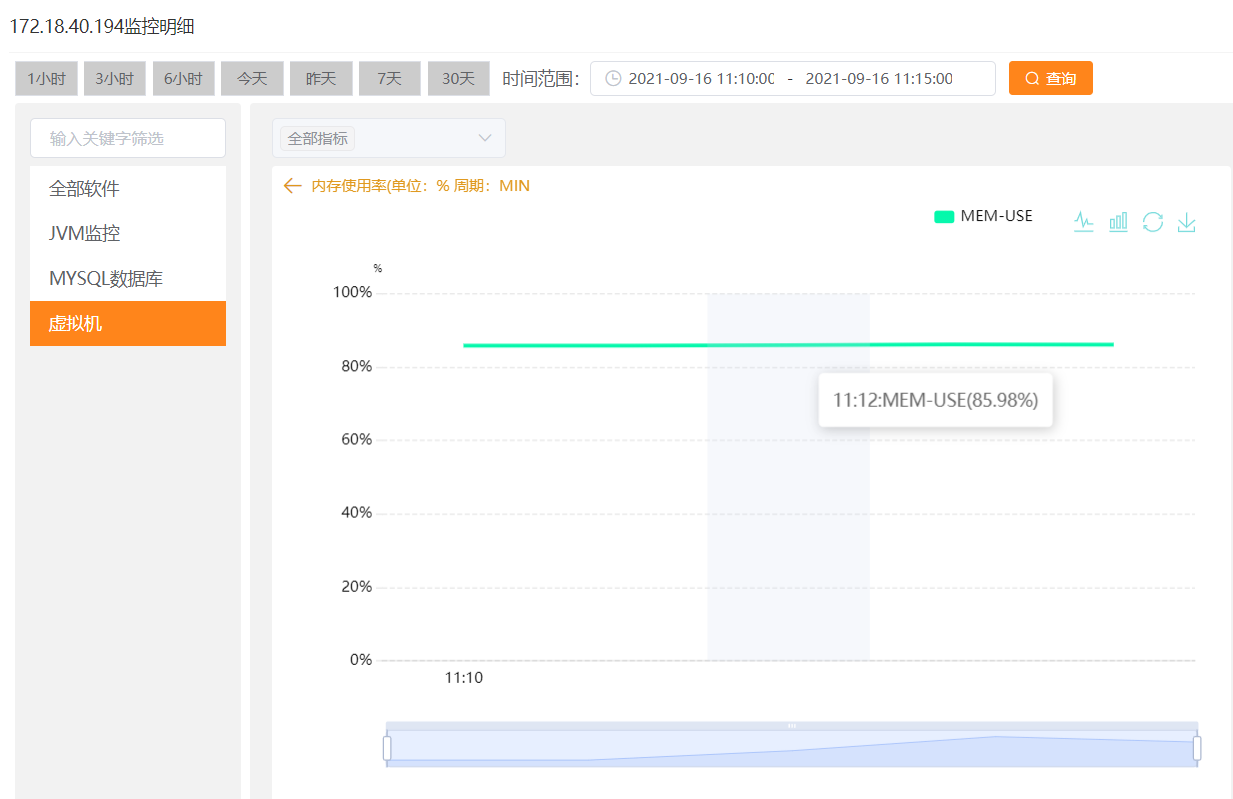 172.18.40.194监控明细
1小时 3小时 6小时 今天 昨天 7天 30天 时间范围： 2021-09-16 11:10:00 - 2021-09-16 11:15:00 查询
输入关键字筛选
全部软件
JVM监控
MYSQL数据库
虚拟机
全部指标
内存使用率(单位：% 周期：MIN
MEM-USE
%
100%
80%
11:12:MEM-USE(85.98%)
60%
40%
20%
0%
11:10